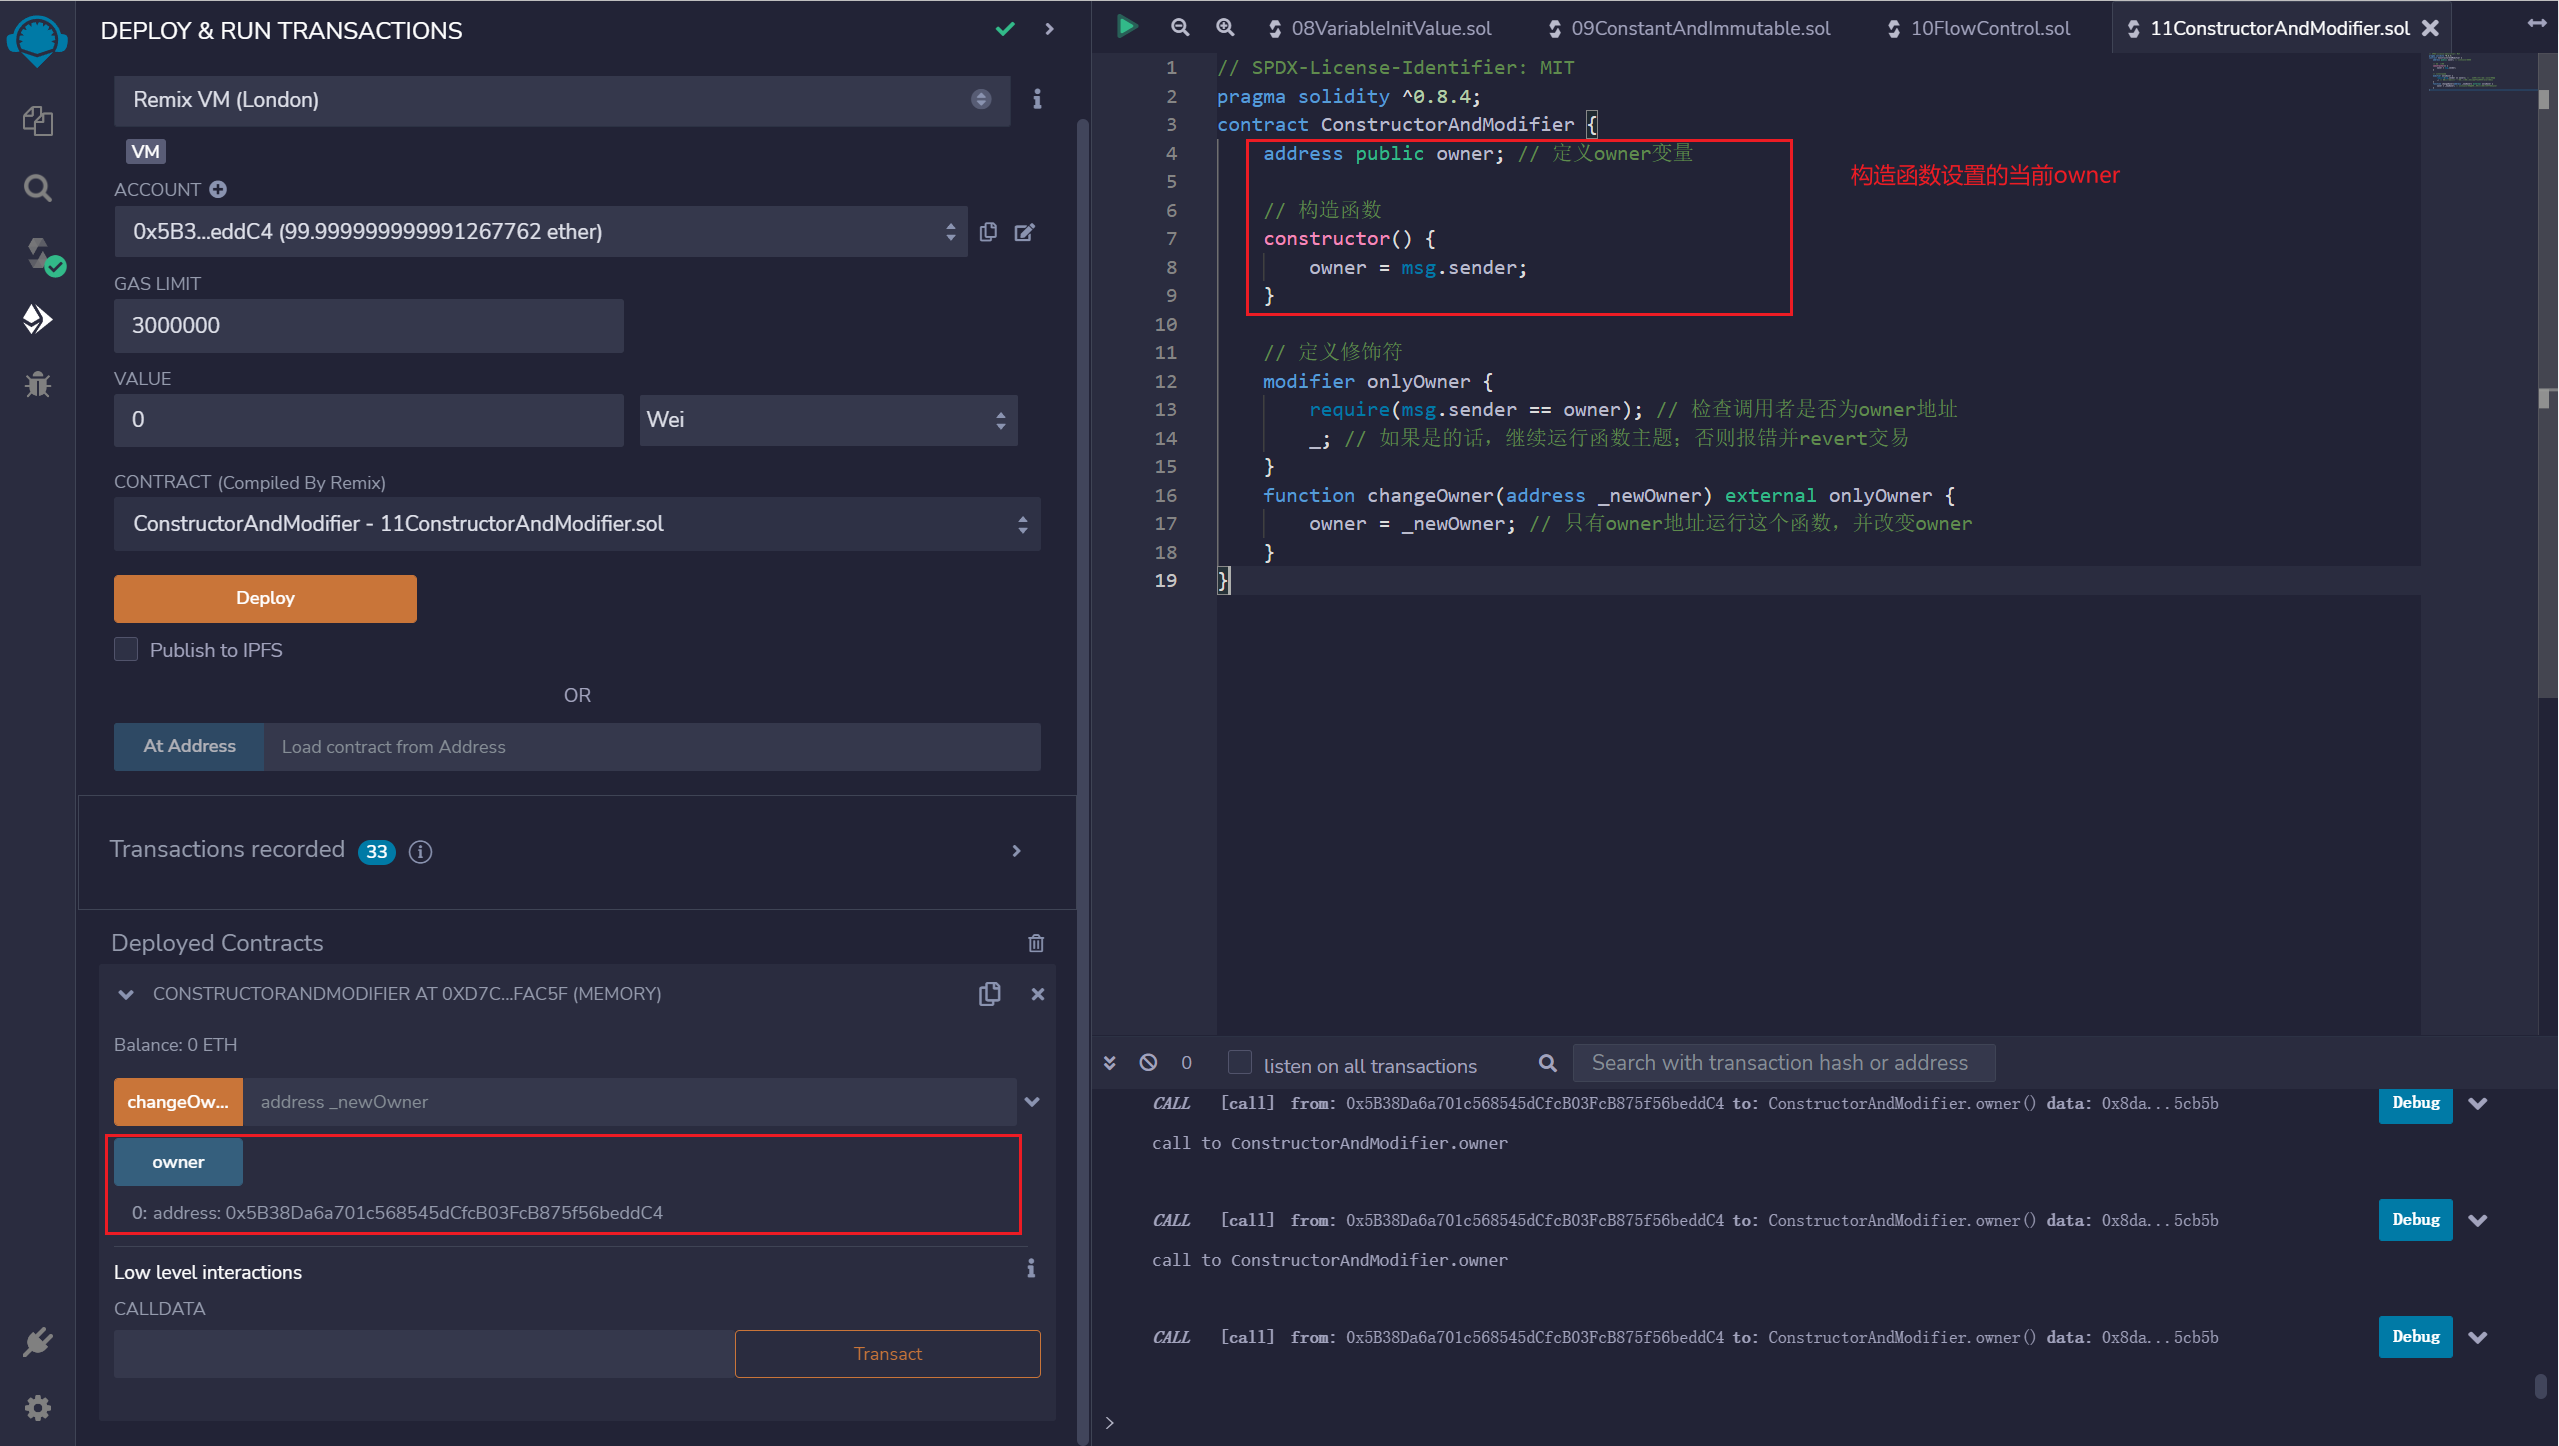 DEPLOY & RUN TRANSACTIONS
Remix VM (London)
VM
ACCOUNT
0x5B3...eddC4 (99.999999999991267762 ether)
GAS LIMIT
3000000
VALUE
0
Wei
CONTRACT (Compiled By Remix)
ConstructorAndModifier - 11ConstructorAndModifier.sol
Deploy
Publish to IPFS
OR
At Address
Load contract from Address
Transactions recorded 33
Deployed Contracts
CONSTRUCTORANDMODIFIER AT 0XD7C...FAC5F (MEMORY)
Balance: 0 ETH
changeOw...
address _newOwner
owner
0: address: 0x5B38Da6a701c568545dCfcB03FcB875f56beddC4
Low level interactions
CALLDATA
Transact
08VariableInitValue.sol
09ConstantAndImmutable.sol
10FlowControl.sol
11ConstructorAndModifier.sol
1 // SPDX-License-Identifier: MIT
2 pragma solidity ^0.8.4;
3 contract ConstructorAndModifier {
4 address public owner; // 定义owner变量
5
6 // 构造函数
7 constructor() {
8 owner = msg.sender;
9 }
10
11 // 定义修饰符
12 modifier onlyOwner {
13 require(msg.sender == owner); // 检查调用者是否为owner地址
14 _; // 如果是的话，继续运行函数主题；否则报错并revert交易
15 }
16 function changeOwner(address _newOwner) external onlyOwner {
17 owner = _newOwner; // 只有owner地址运行这个函数，并改变owner
18 }
19 }
构造函数设置的当前owner
0
listen on all transactions
Search with transaction hash or address
CALL [call] from: 0x5B38Da6a701c568545dCfcB03FcB875f56beddC4 to: ConstructorAndModifier.owner() data: 0x8da...5cb5b
Debug
call to ConstructorAndModifier.owner
CALL [call] from: 0x5B38Da6a701c568545dCfcB03FcB875f56beddC4 to: ConstructorAndModifier.owner() data: 0x8da...5cb5b
Debug
call to ConstructorAndModifier.owner
CALL [call] from: 0x5B38Da6a701c568545dCfcB03FcB875f56beddC4 to: ConstructorAndModifier.owner() data: 0x8da...5cb5b
Debug
>